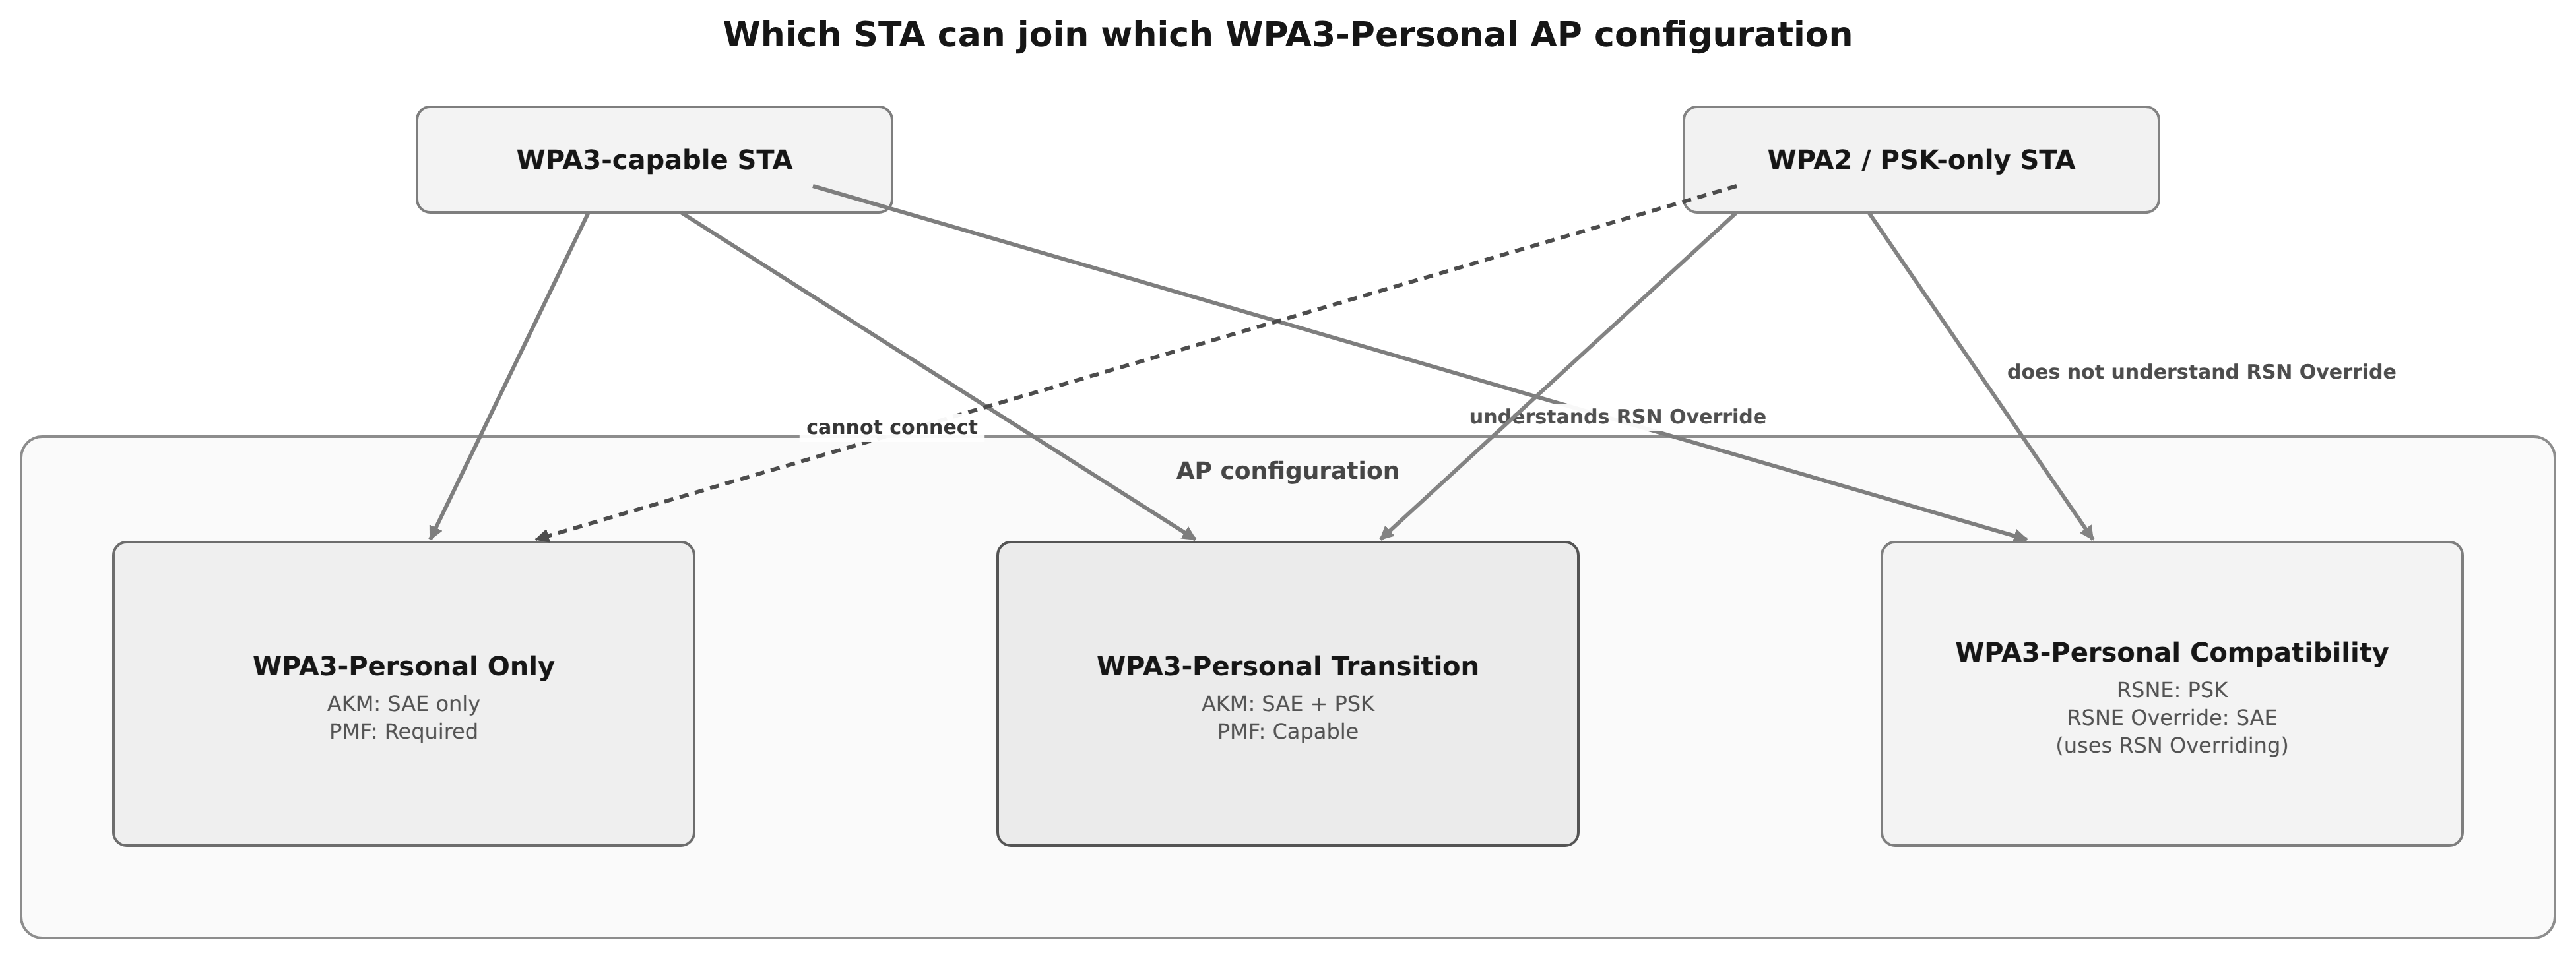 Which STA can join which WPA3-Personal AP configuration
WPA3-capable STA
WPA2 / PSK-only STA
does not understand RSN Override
understands RSN Override
cannot connect
AP configuration
WPA3-Personal Only
AKM: SAE only
PMF: Required
WPA3-Personal Transition
AKM: SAE + PSK
PMF: Capable
WPA3-Personal Compatibility
RSNE: PSK
RSNE Override: SAE
(uses RSN Overriding)